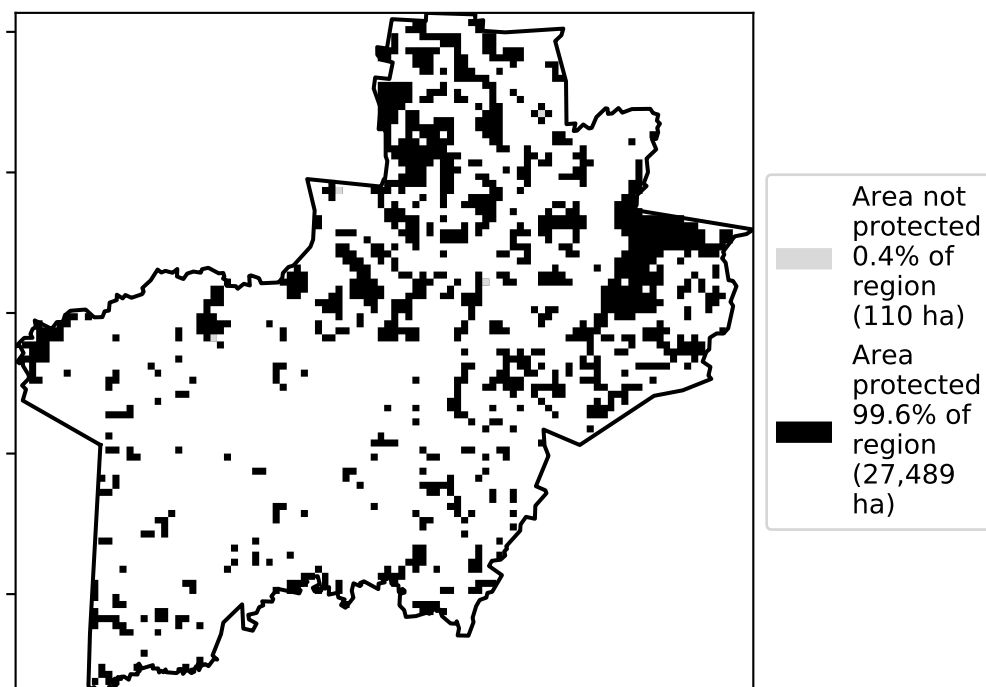 Area not
protected
0.4% of
region
(110 ha)
Area
protected
99.6% of
region
(27,489
ha)